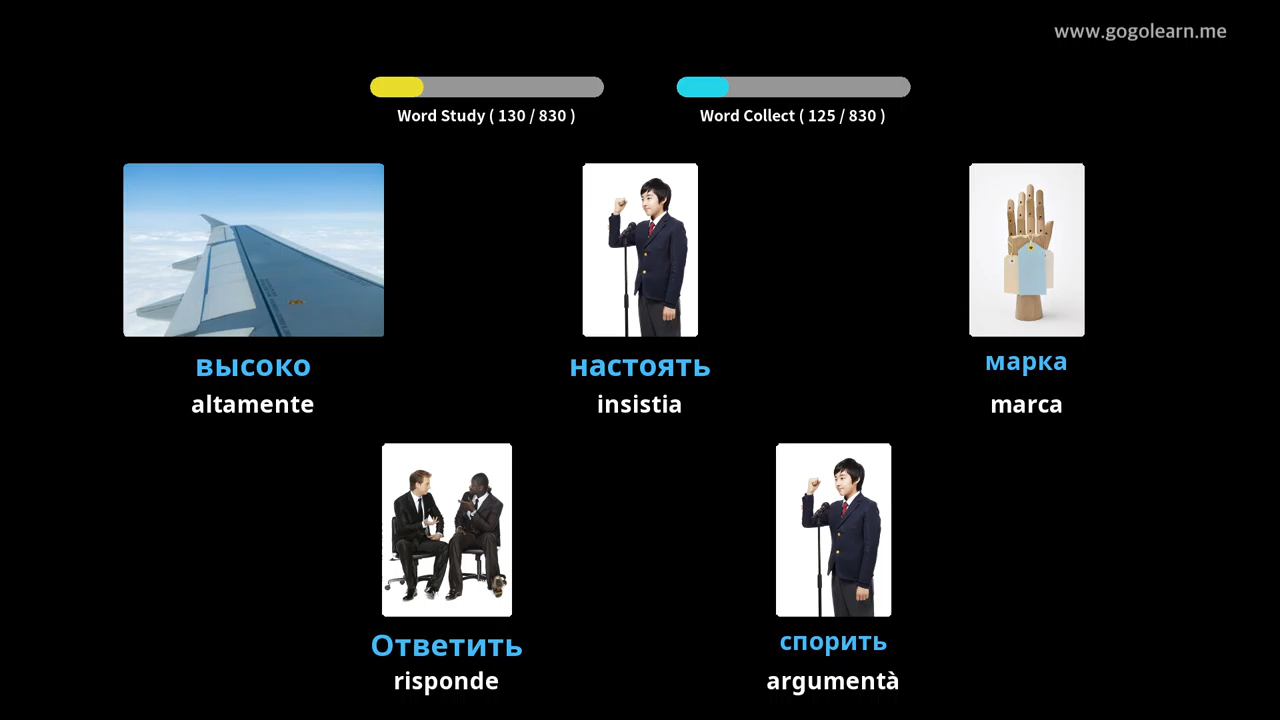 www.gogolearn.me
Word Study ( 130 / 830 )
Word Collect ( 125 / 830 )
высоко
altamente
настоять
insistia
марка
marca
Ответить
risponde
спорить
argumentà